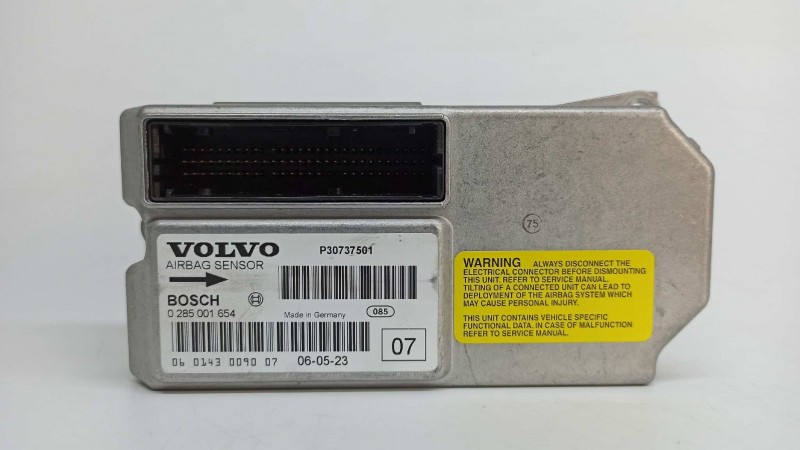 VOLVO
P30737501
AIRBAG SENSOR
BOSCH
0 285 001 654
Made in Germany
085
06 0143 0090 07
06-05-23
07
75
WARNING ALWAYS DISCONNECT THE
ELECTRICAL CONNECTOR BEFORE DISMOUNTING
THIS UNIT. REFER TO SERVICE MANUAL.
TILTING OF A CONNECTED UNIT CAN LEAD TO
DEPLOYMENT OF THE AIRBAG SYSTEM WHICH
MAY CAUSE PERSONAL INJURY.
THIS UNIT CONTAINS VEHICLE SPECIFIC
FUNCTIONAL DATA. IN CASE OF MALFUNCTION
REFER TO SERVICE MANUAL.